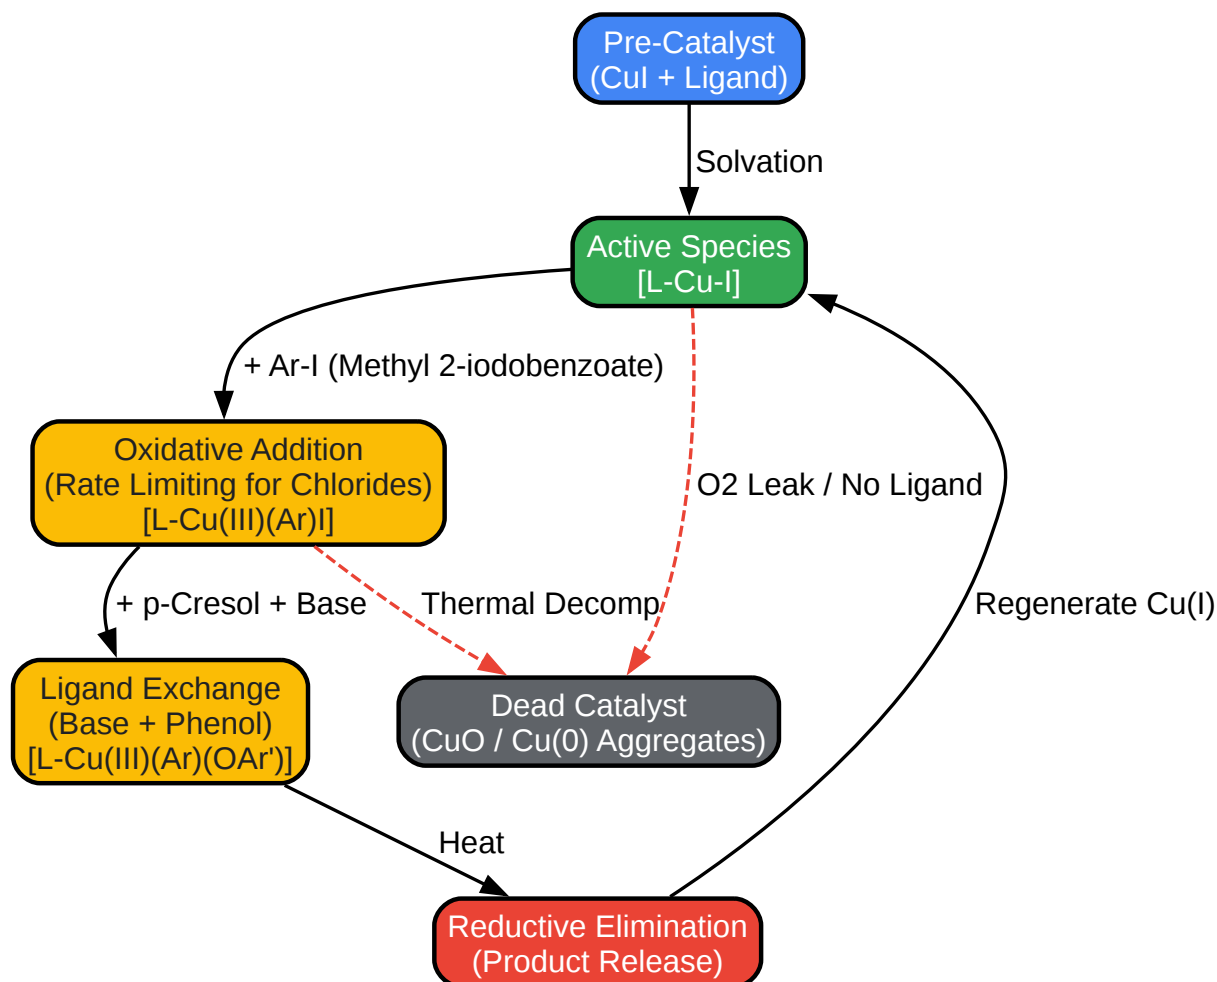 Pre-Catalyst
(CuI + Ligand)
Solvation
Active Species
[L-Cu-I]
+ Ar-I (Methyl 2-iodobenzoate)
Oxidative Addition
(Rate Limiting for Chlorides)
[L-Cu(III)(Ar)I]
O2 Leak / No Ligand
+ p-Cresol + Base
Thermal Decomp
Regenerate Cu(I)
Ligand Exchange
(Base + Phenol)
[L-Cu(III)(Ar)(OAr')]
Dead Catalyst
(CuO / Cu(0) Aggregates)
Heat
Reductive Elimination
(Product Release)